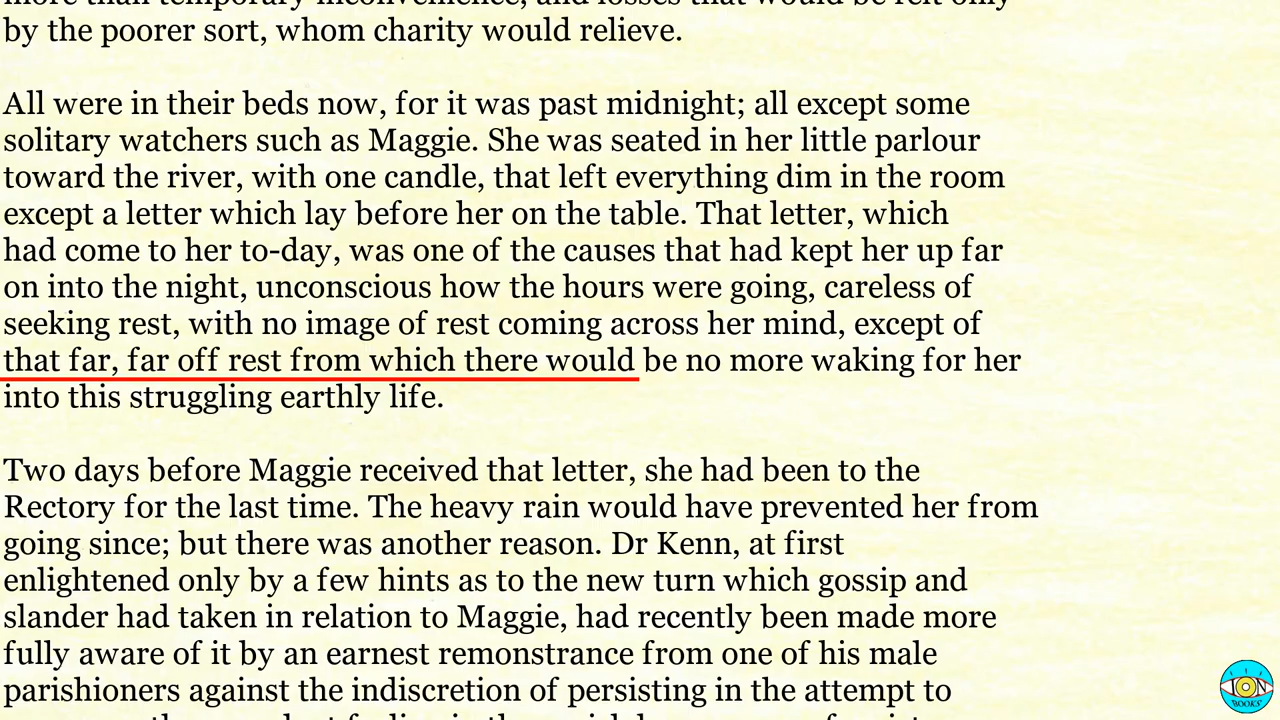 more than temporary inconvenience, and losses that would be felt only
by the poorer sort, whom charity would relieve.
All were in their beds now, for it was past midnight; all except some
solitary watchers such as Maggie. She was seated in her little parlour
toward the river, with one candle, that left everything dim in the room
except a letter which lay before her on the table. That letter, which
had come to her to-day, was one of the causes that had kept her up far
on into the night, unconscious how the hours were going, careless of
seeking rest, with no image of rest coming across her mind, except of
that far, far off rest from which there would be no more waking for her
into this struggling earthly life.
Two days before Maggie received that letter, she had been to the
Rectory for the last time. The heavy rain would have prevented her from
going since; but there was another reason. Dr Kenn, at first
enlightened only by a few hints as to the new turn which gossip and
slander had taken in relation to Maggie, had recently been made more
fully aware of it by an earnest remonstrance from one of his male
parishioners against the indiscretion of persisting in the attempt to
ION
BOOKS